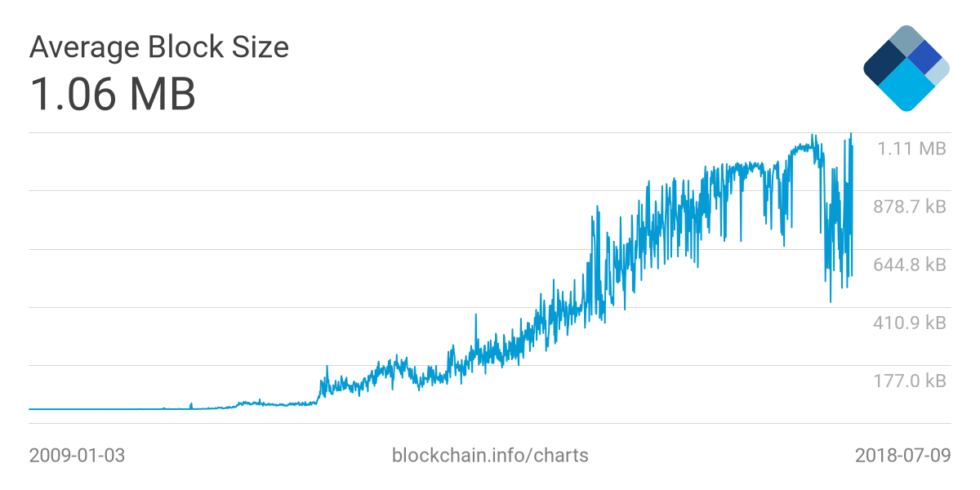 Average Block Size
1.06 MB
1.11 MB
878.7 kB
644.8 kB
410.9 kB
177.0 kB
2009-01-03
blockchain.info/charts
2018-07-09